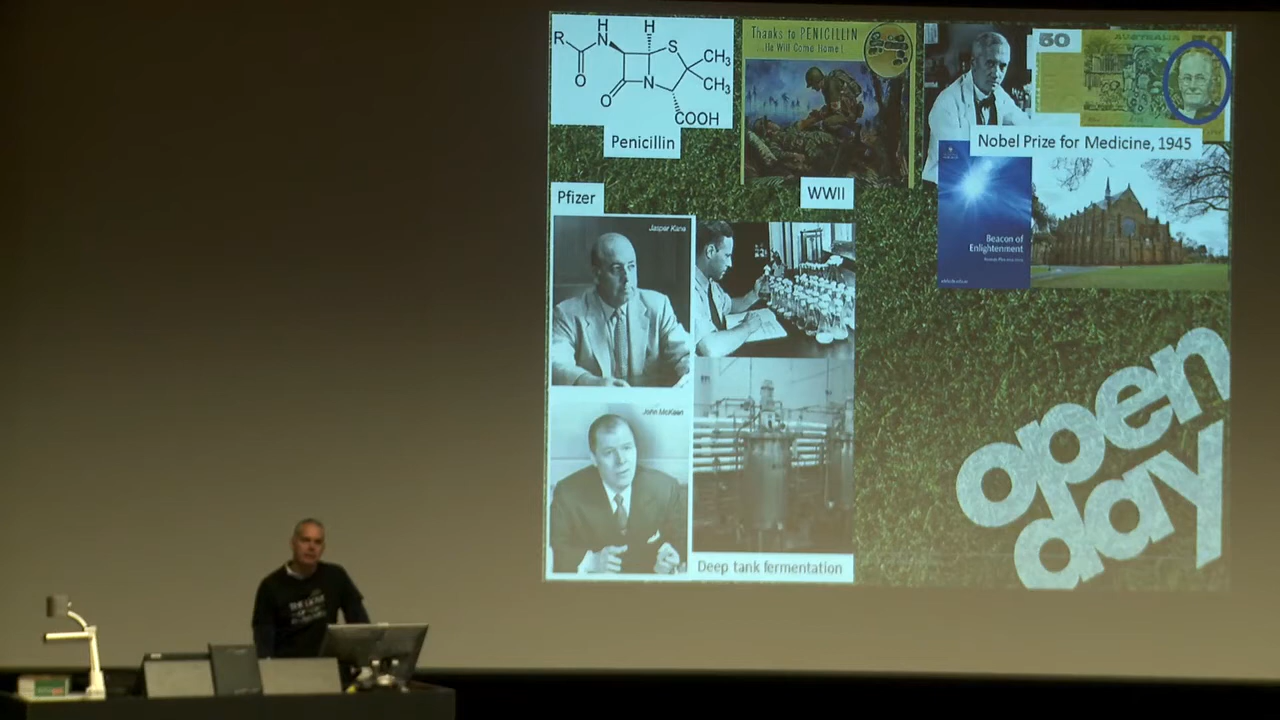 R
H
N
H
S
CH3
CH3
O
O
N
COOH
Penicillin
Thanks to PENICILLIN
...He Will Come Home!
50
AUSTRALIA
50
Nobel Prize for Medicine, 1945
Pfizer
WWII
Beacon of
Enlightenment
Jasper Kane
John McKeen
Deep tank fermentation
open
day